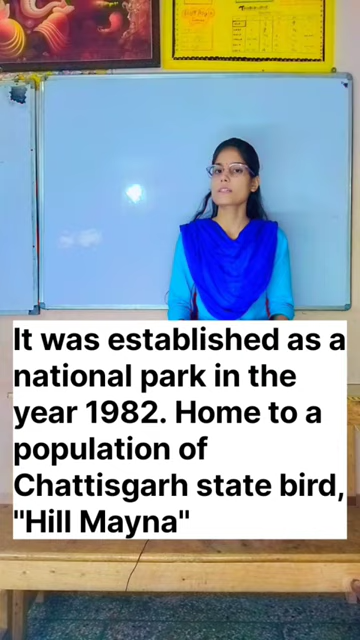 It was established as a
national park in the
year 1982. Home to a
population of
Chattisgarh state bird,
"Hill Mayna"